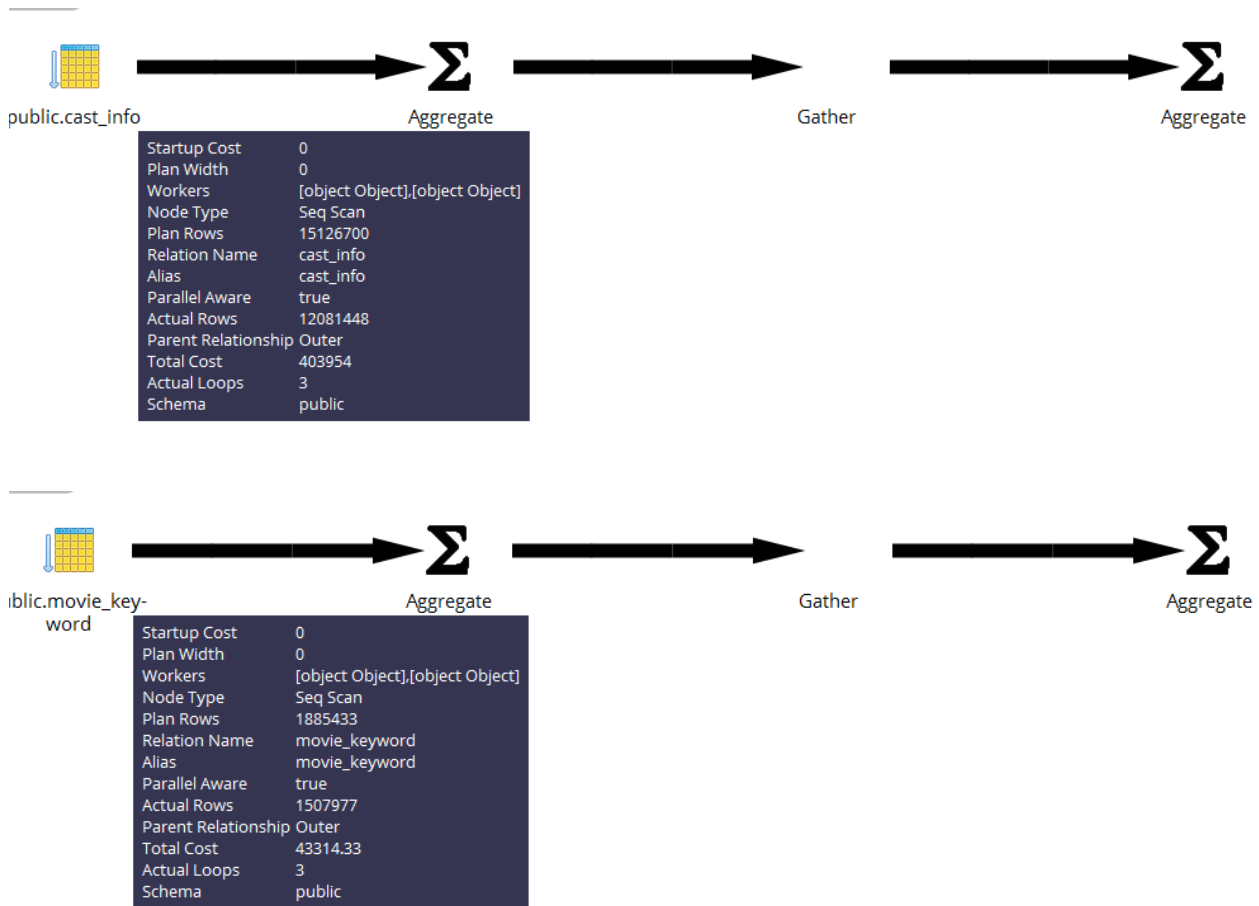 public.cast_info
Aggregate
Gather
Aggregate
Startup Cost 0
Plan Width 0
Workers [object Object],[object Object]
Node Type Seq Scan
Plan Rows 15126700
Relation Name cast_info
Alias cast_info
Parallel Aware true
Actual Rows 12081448
Parent Relationship Outer
Total Cost 403954
Actual Loops 3
Schema public
ublic.movie_key-
word
Aggregate
Gather
Aggregate
Startup Cost 0
Plan Width 0
Workers [object Object],[object Object]
Node Type Seq Scan
Plan Rows 1885433
Relation Name movie_keyword
Alias movie_keyword
Parallel Aware true
Actual Rows 1507977
Parent Relationship Outer
Total Cost 43314.33
Actual Loops 3
Schema public